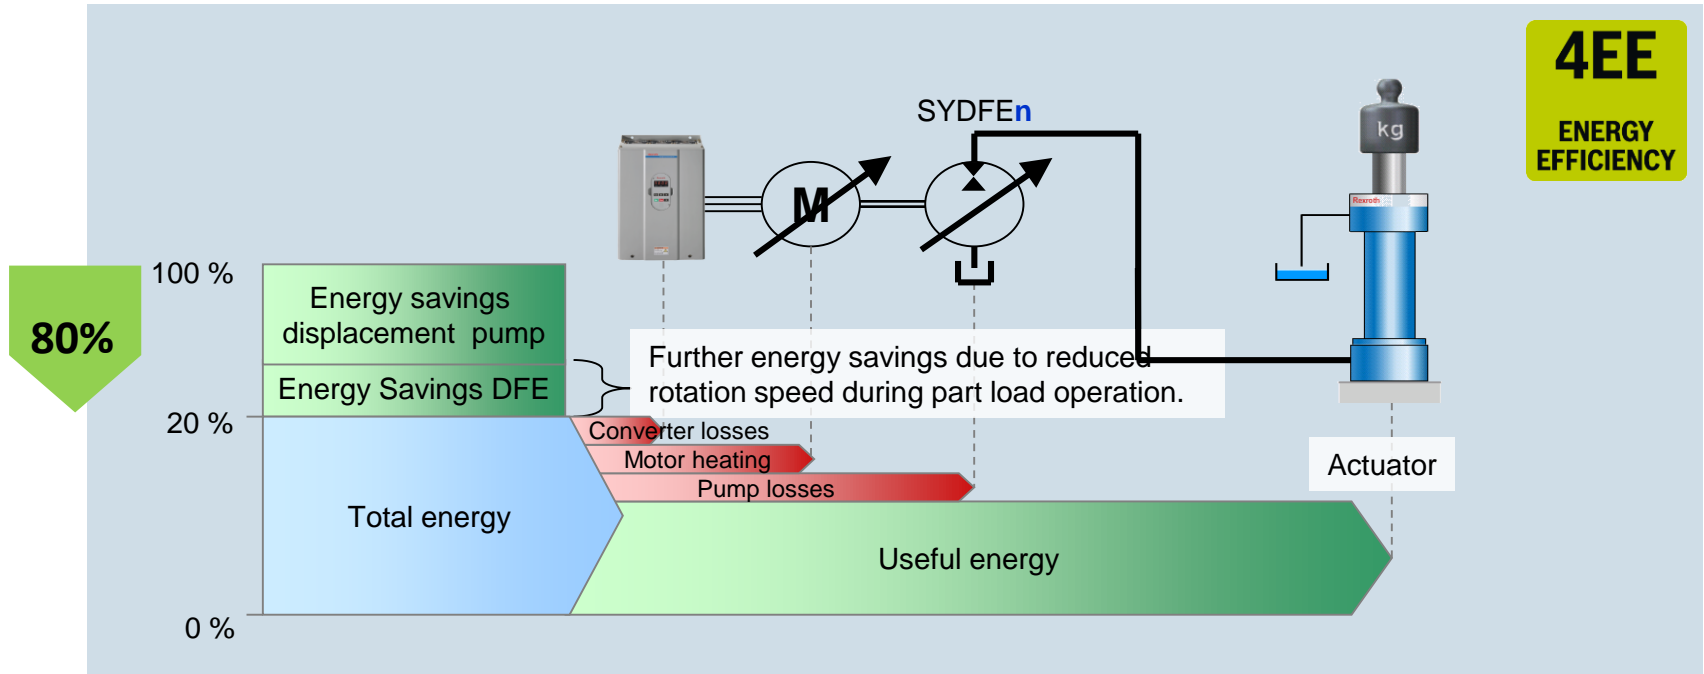 4EE
ENERGY
EFFICIENCY
SYDFEn
kg
M
Rexroth
100 %
80%
Energy savings
displacement pump
Energy Savings DFE
Further energy savings due to reduced
rotation speed during part load operation.
20 %
Converter losses
Motor heating
Pump losses
Actuator
Total energy
Useful energy
0 %